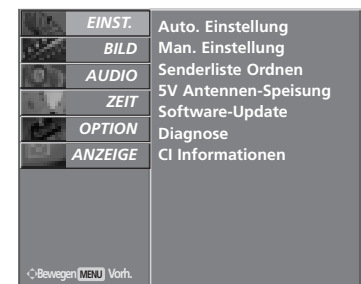 EINST.
BILD
AUDIO
ZEIT
OPTION
ANZEIGE
Auto. Einstellung
Man. Einstellung
Senderliste Ordnen
5V Antennen-Speisung
Software-Update
Diagnose
CI Informationen
Bewegen MENU Vorh.